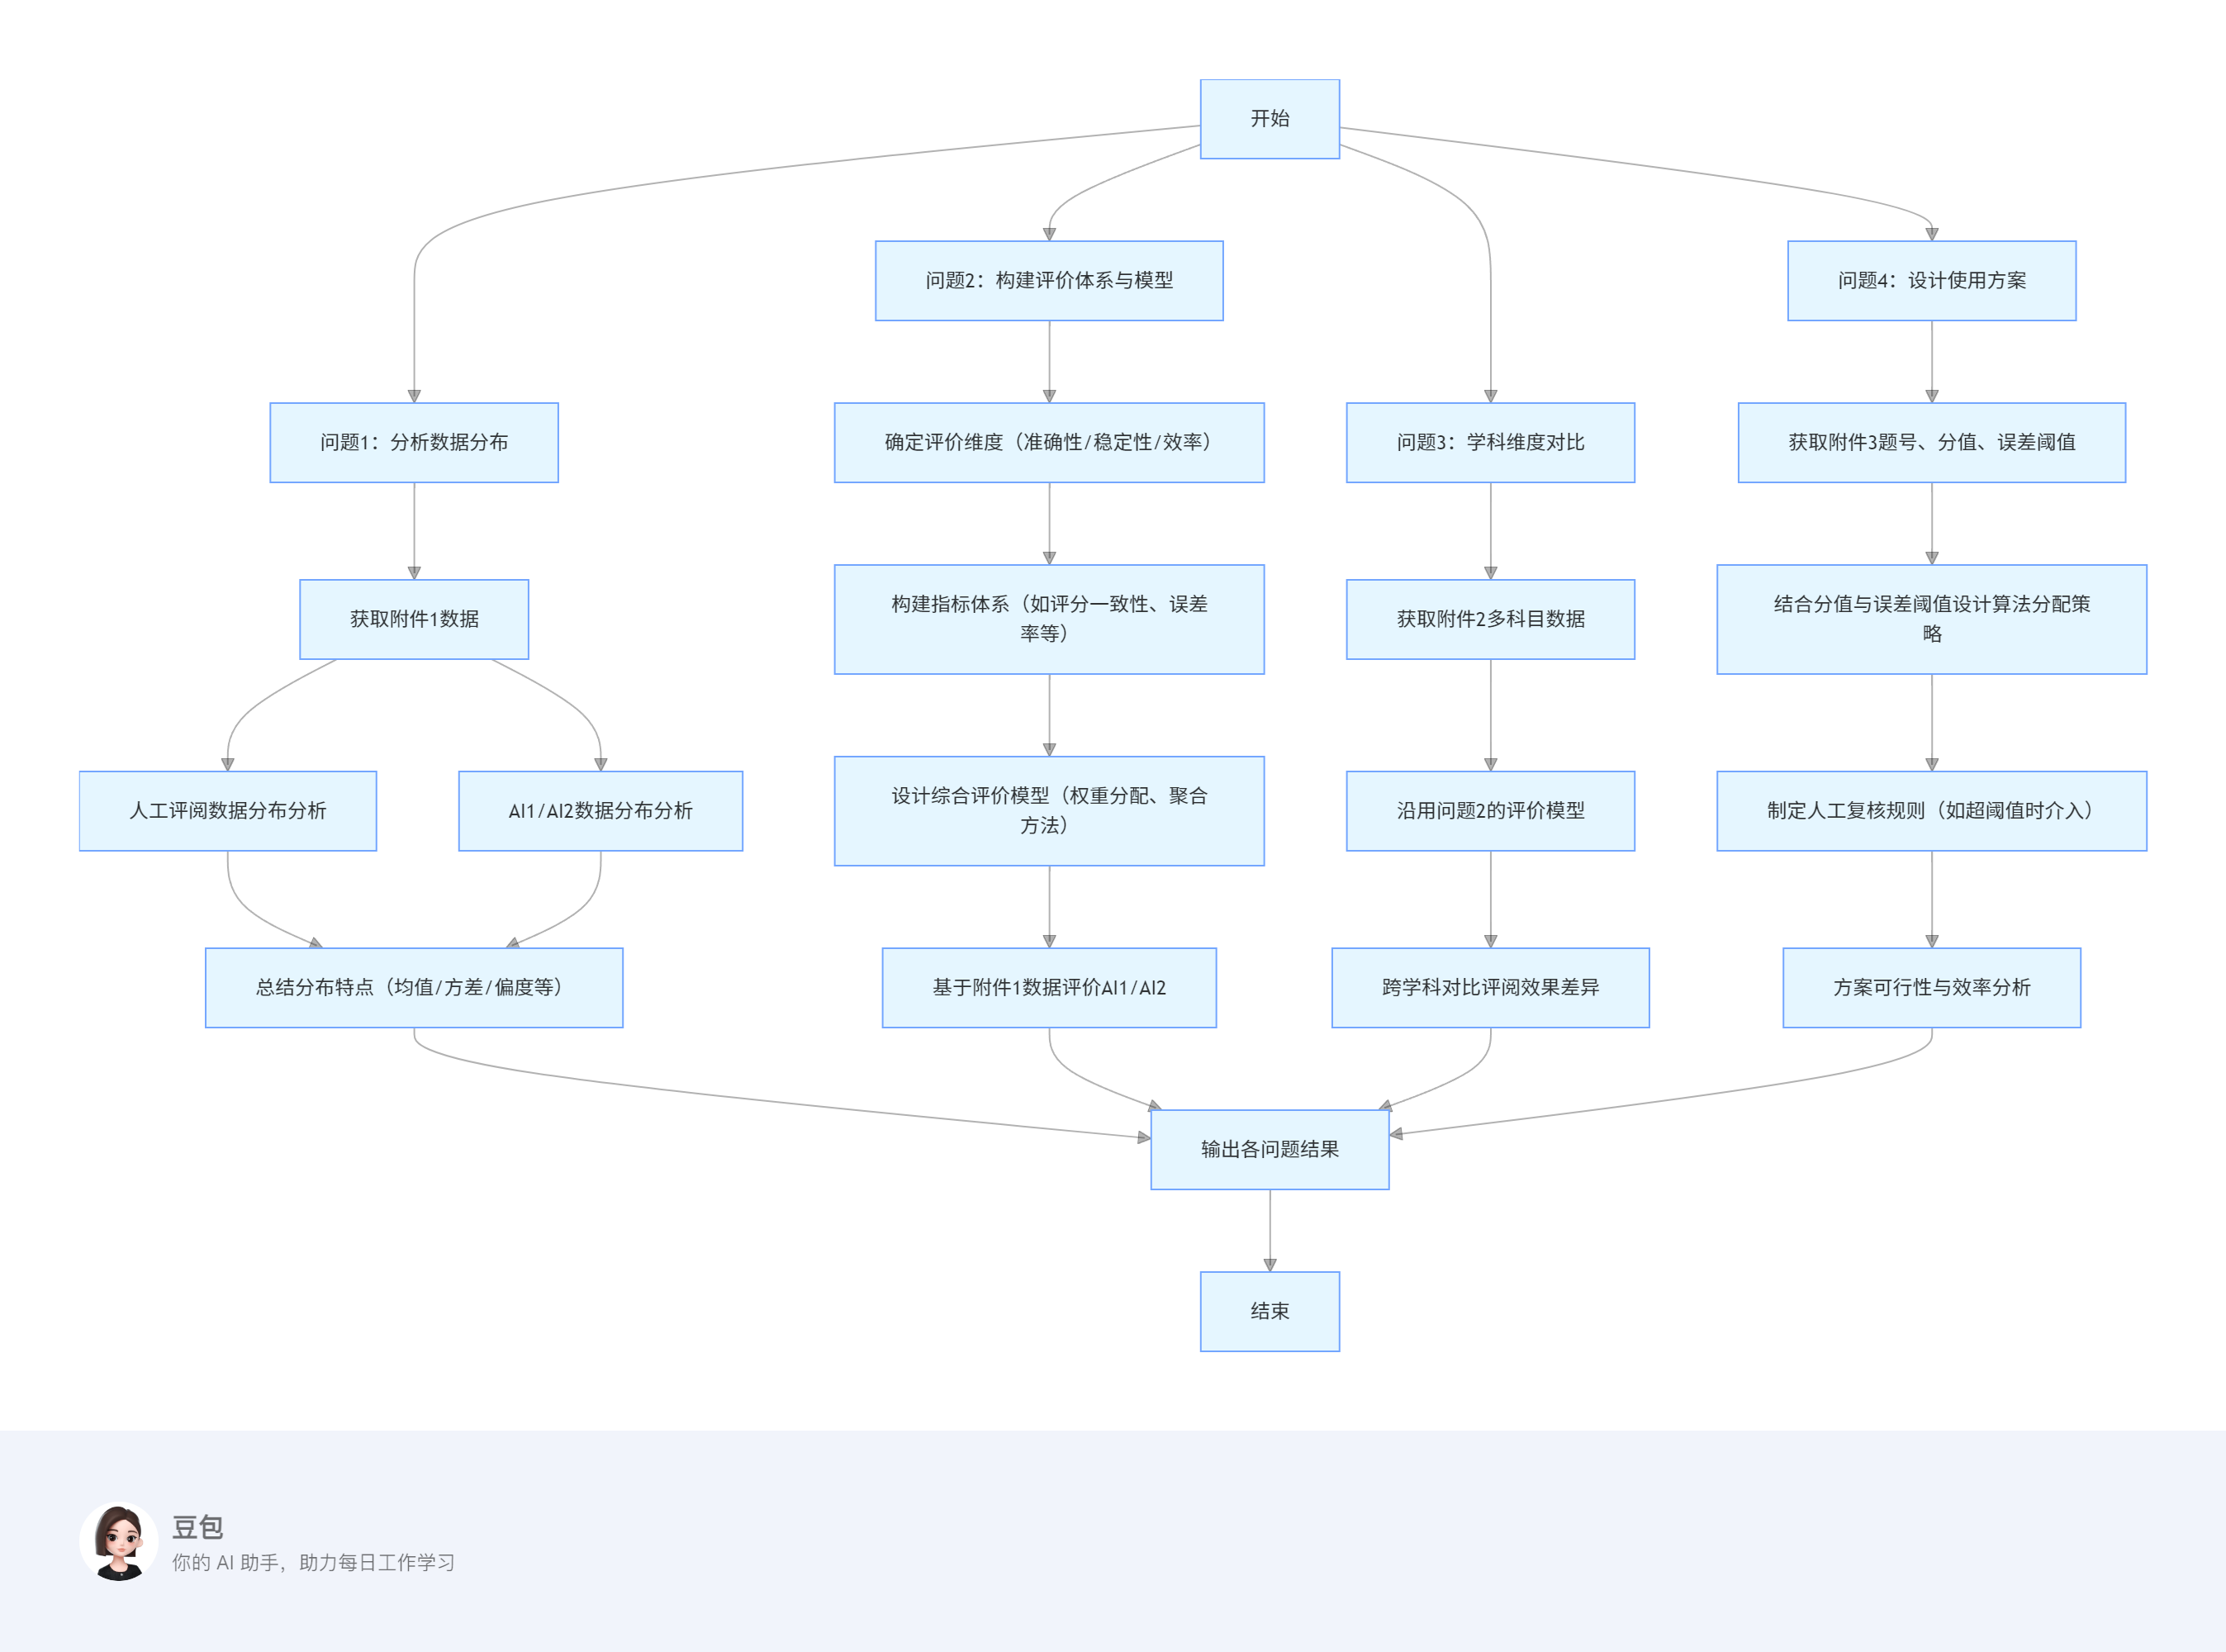 开始
问题2：构建评价体系与模型
问题4：设计使用方案
问题1：分析数据分布
确定评价维度（准确性/稳定性/效率）
问题3：学科维度对比
获取附件3题号、分值、误差阈值
获取附件1数据
构建指标体系（如评分一致性、误差
率等）
获取附件2多科目数据
结合分值与误差阈值设计算法分配策
略
人工评阅数据分布分析
AI1/AI2数据分布分析
设计综合评价模型（权重分配、聚合
方法）
沿用问题2的评价模型
制定人工复核规则（如超阈值时介入）
总结分布特点（均值/方差/偏度等）
基于附件1数据评价AI1/AI2
跨学科对比评阅效果差异
方案可行性与效率分析
输出各问题结果
结束
豆包
你的 AI 助手，助力每日工作学习